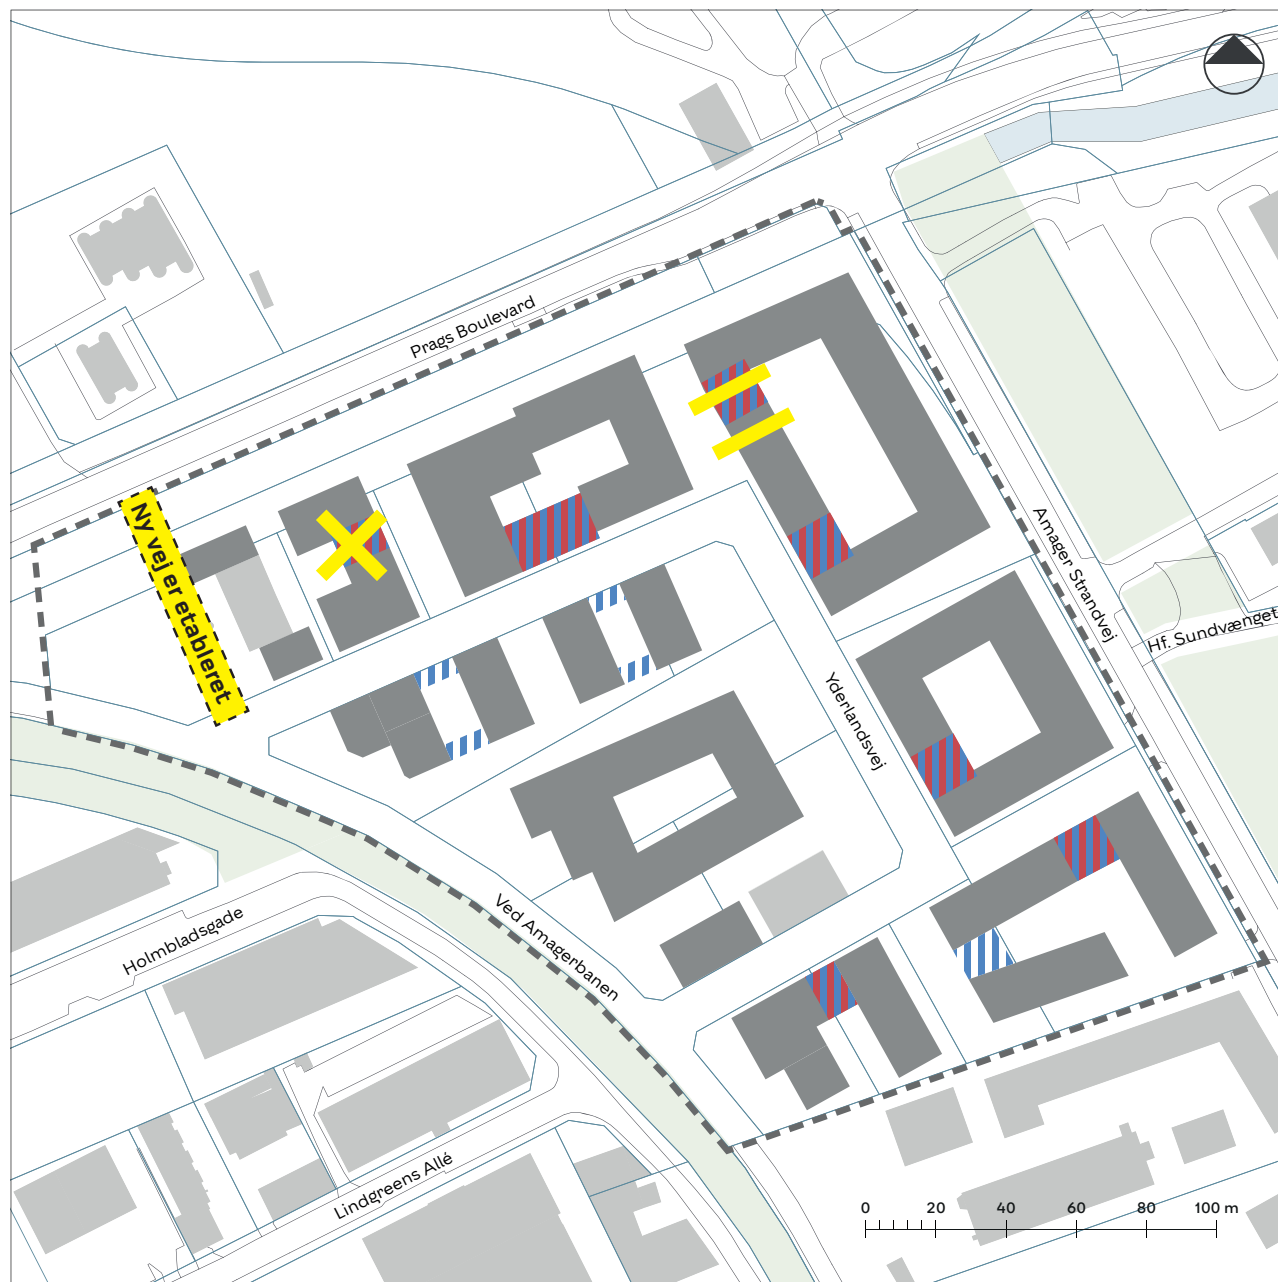 Prags Boulevard
Ny vej er etableret
Amager Strandvej
Hf. Sundvænget
Yderlandsvej
Ved Amagerbanen
Holmbladsgade
Lindgreens Allé
0 20 40 60 80 100 m